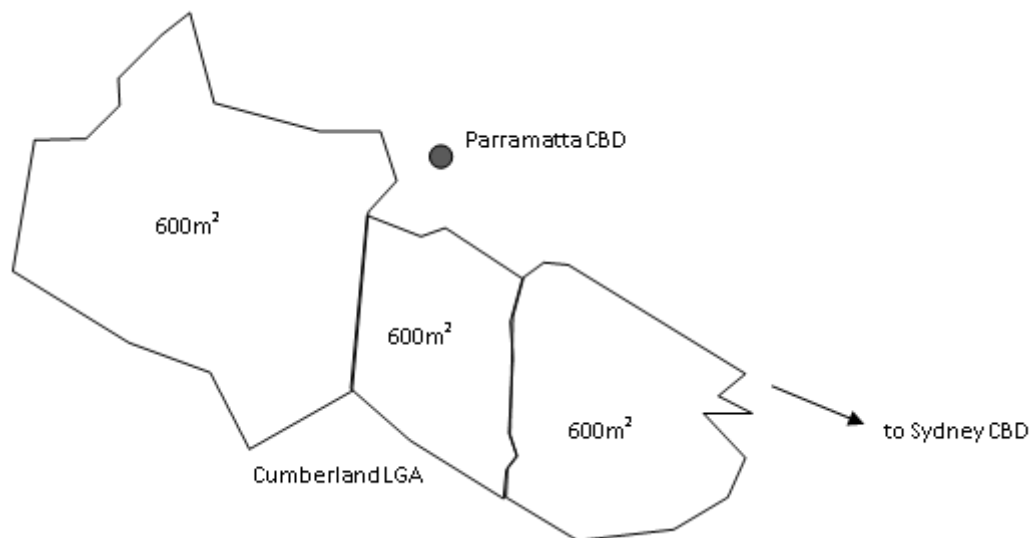 Parramatta CBD
600m²
600m²
600m²
to Sydney CBD
Cumberland LGA